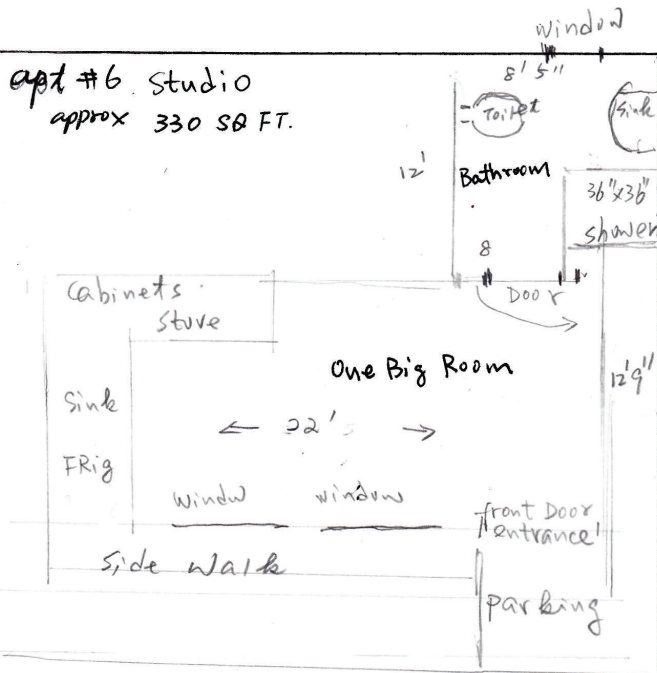 window
apt #6 Studio
approx 330 SQ FT.
8' 5"
Toilet
Sink
12'
Bathroom
36"x36"
shower
8
Door
Cabinets
Stove
One Big Room
12'9"
Sink
← 22' →
FRig
window
window
front Door
entrance
Side Walk
parking